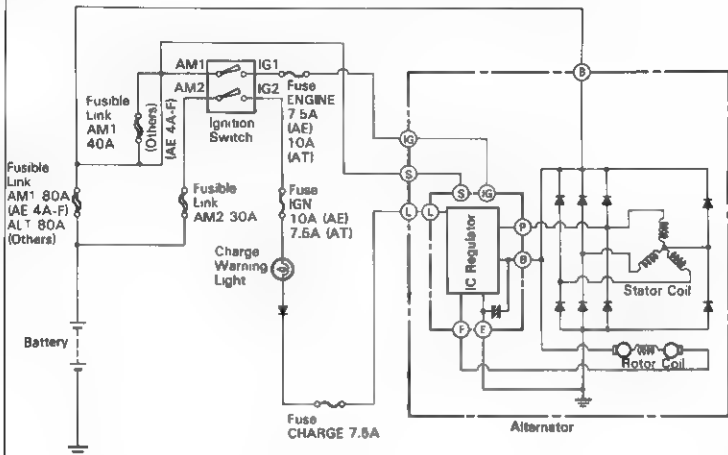 AM1
IG1
AM2
IG2
Fuse
ENGINE
7.5A
(AE)
10A
(AT)
Ignition
Switch
Fusible
Link
AM1
40A
(Others)
(AE 4A-F)
Fusible
Link
AM1 80A
(AE 4A-F)
ALT 80A
(Others)
Fusible
Link
AM2 30A
Fuse
IGN
10A (AE)
7.5A (AT)
Charge
Warning
Light
Battery
Fuse
CHARGE 7.5A
B
IG
S
L
S
IG
L
IC Regulator
P
B
F
E
Stator Coil
Rotor Coil
Alternator